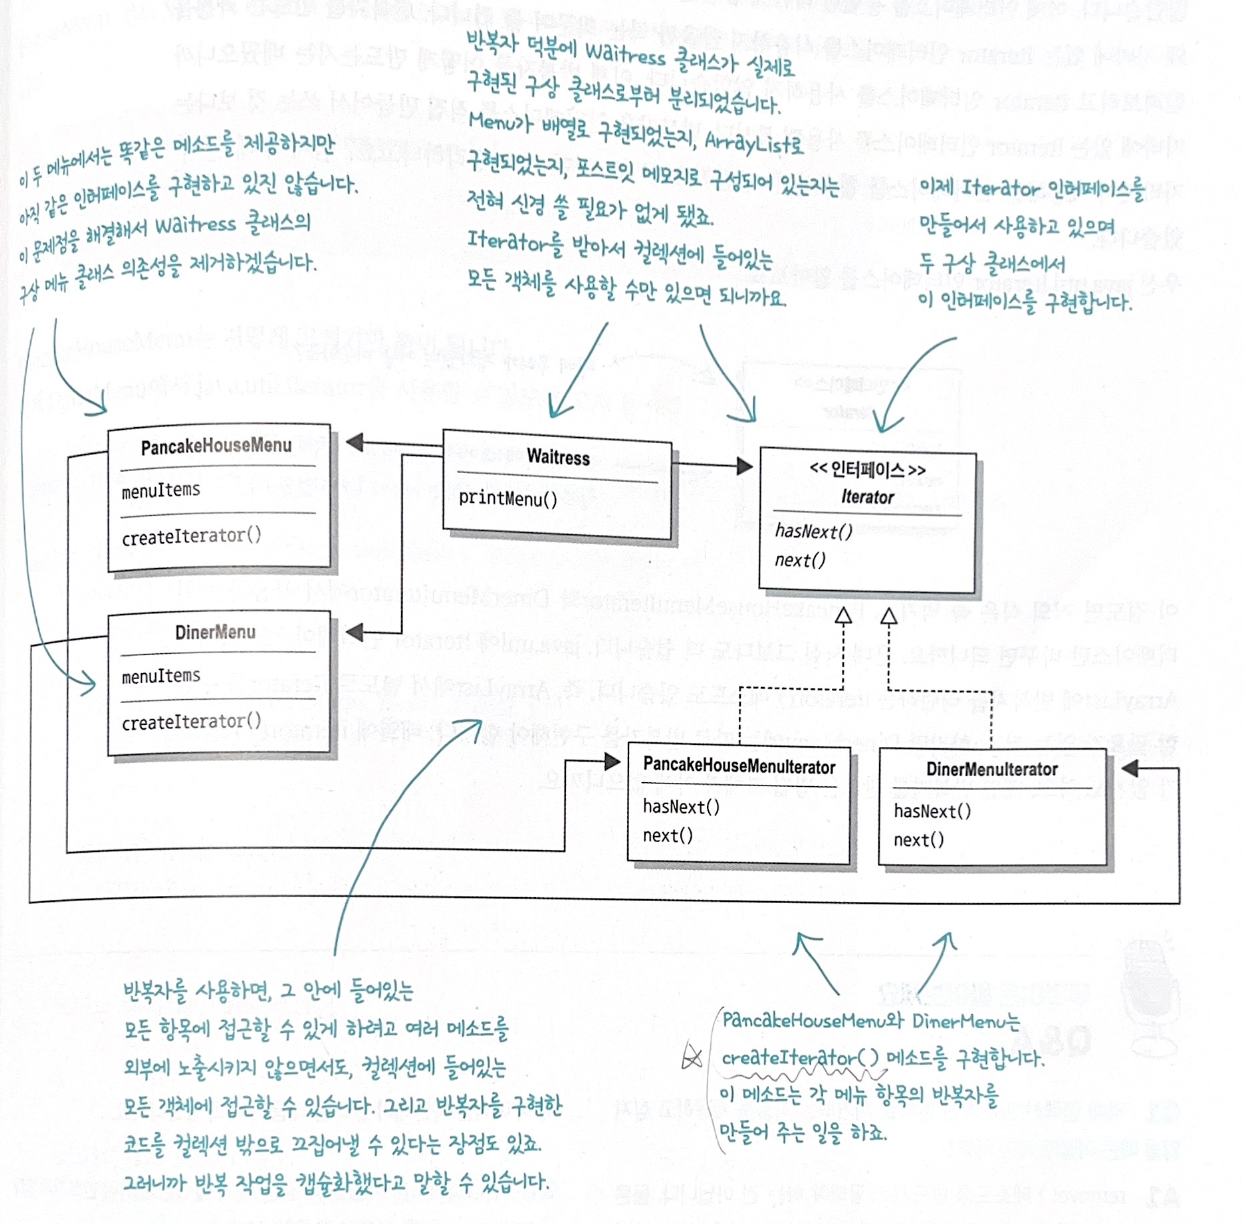 반복자 덕분에 Waitress 클래스가 실제로
구현된 구상 클래스로부터 분리되었습니다.
Menu가 배열로 구현되었는지, ArrayList로
구현되었는지, 포스트잇 메모지로 구성되어 있는지는
전혀 신경 쓸 필요가 없게 됐죠.
Iterator를 받아서 컬렉션에 들어있는
모든 객체를 사용할 수만 있으면 되니까요.
이 두 메뉴에서는 똑같은 메소드를 제공하지만
아직 같은 인터페이스를 구현하고 있진 않습니다.
이 문제점을 해결해서 Waitress 클래스의
구상 메뉴 클래스 의존성을 제거하겠습니다.
이제 Iterator 인터페이스를
만들어서 사용하고 있으며
두 구상 클래스에서
이 인터페이스를 구현합니다.
PancakeHouseMenu
menuItems
createIterator()
Waitress
printMenu()
<< 인터페이스 >>
Iterator
hasNext()
next()
DinerMenu
menuItems
createIterator()
PancakeHouseMenuIterator
hasNext()
next()
DinerMenuIterator
hasNext()
next()
반복자를 사용하면, 그 안에 들어있는
모든 항목에 접근할 수 있게 하려고 여러 메소드를
외부에 노출시키지 않으면서도, 컬렉션에 들어있는
모든 객체에 접근할 수 있습니다. 그리고 반복자를 구현한
코드를 컬렉션 밖으로 끄집어낼 수 있다는 장점도 있죠.
그러니까 반복 작업을 캡슐화했다고 말할 수 있습니다.
PancakeHouseMenu와 DinerMenu는
createIterator() 메소드를 구현합니다.
이 메소드는 각 메뉴 항목의 반복자를
만들어 주는 일을 하죠.